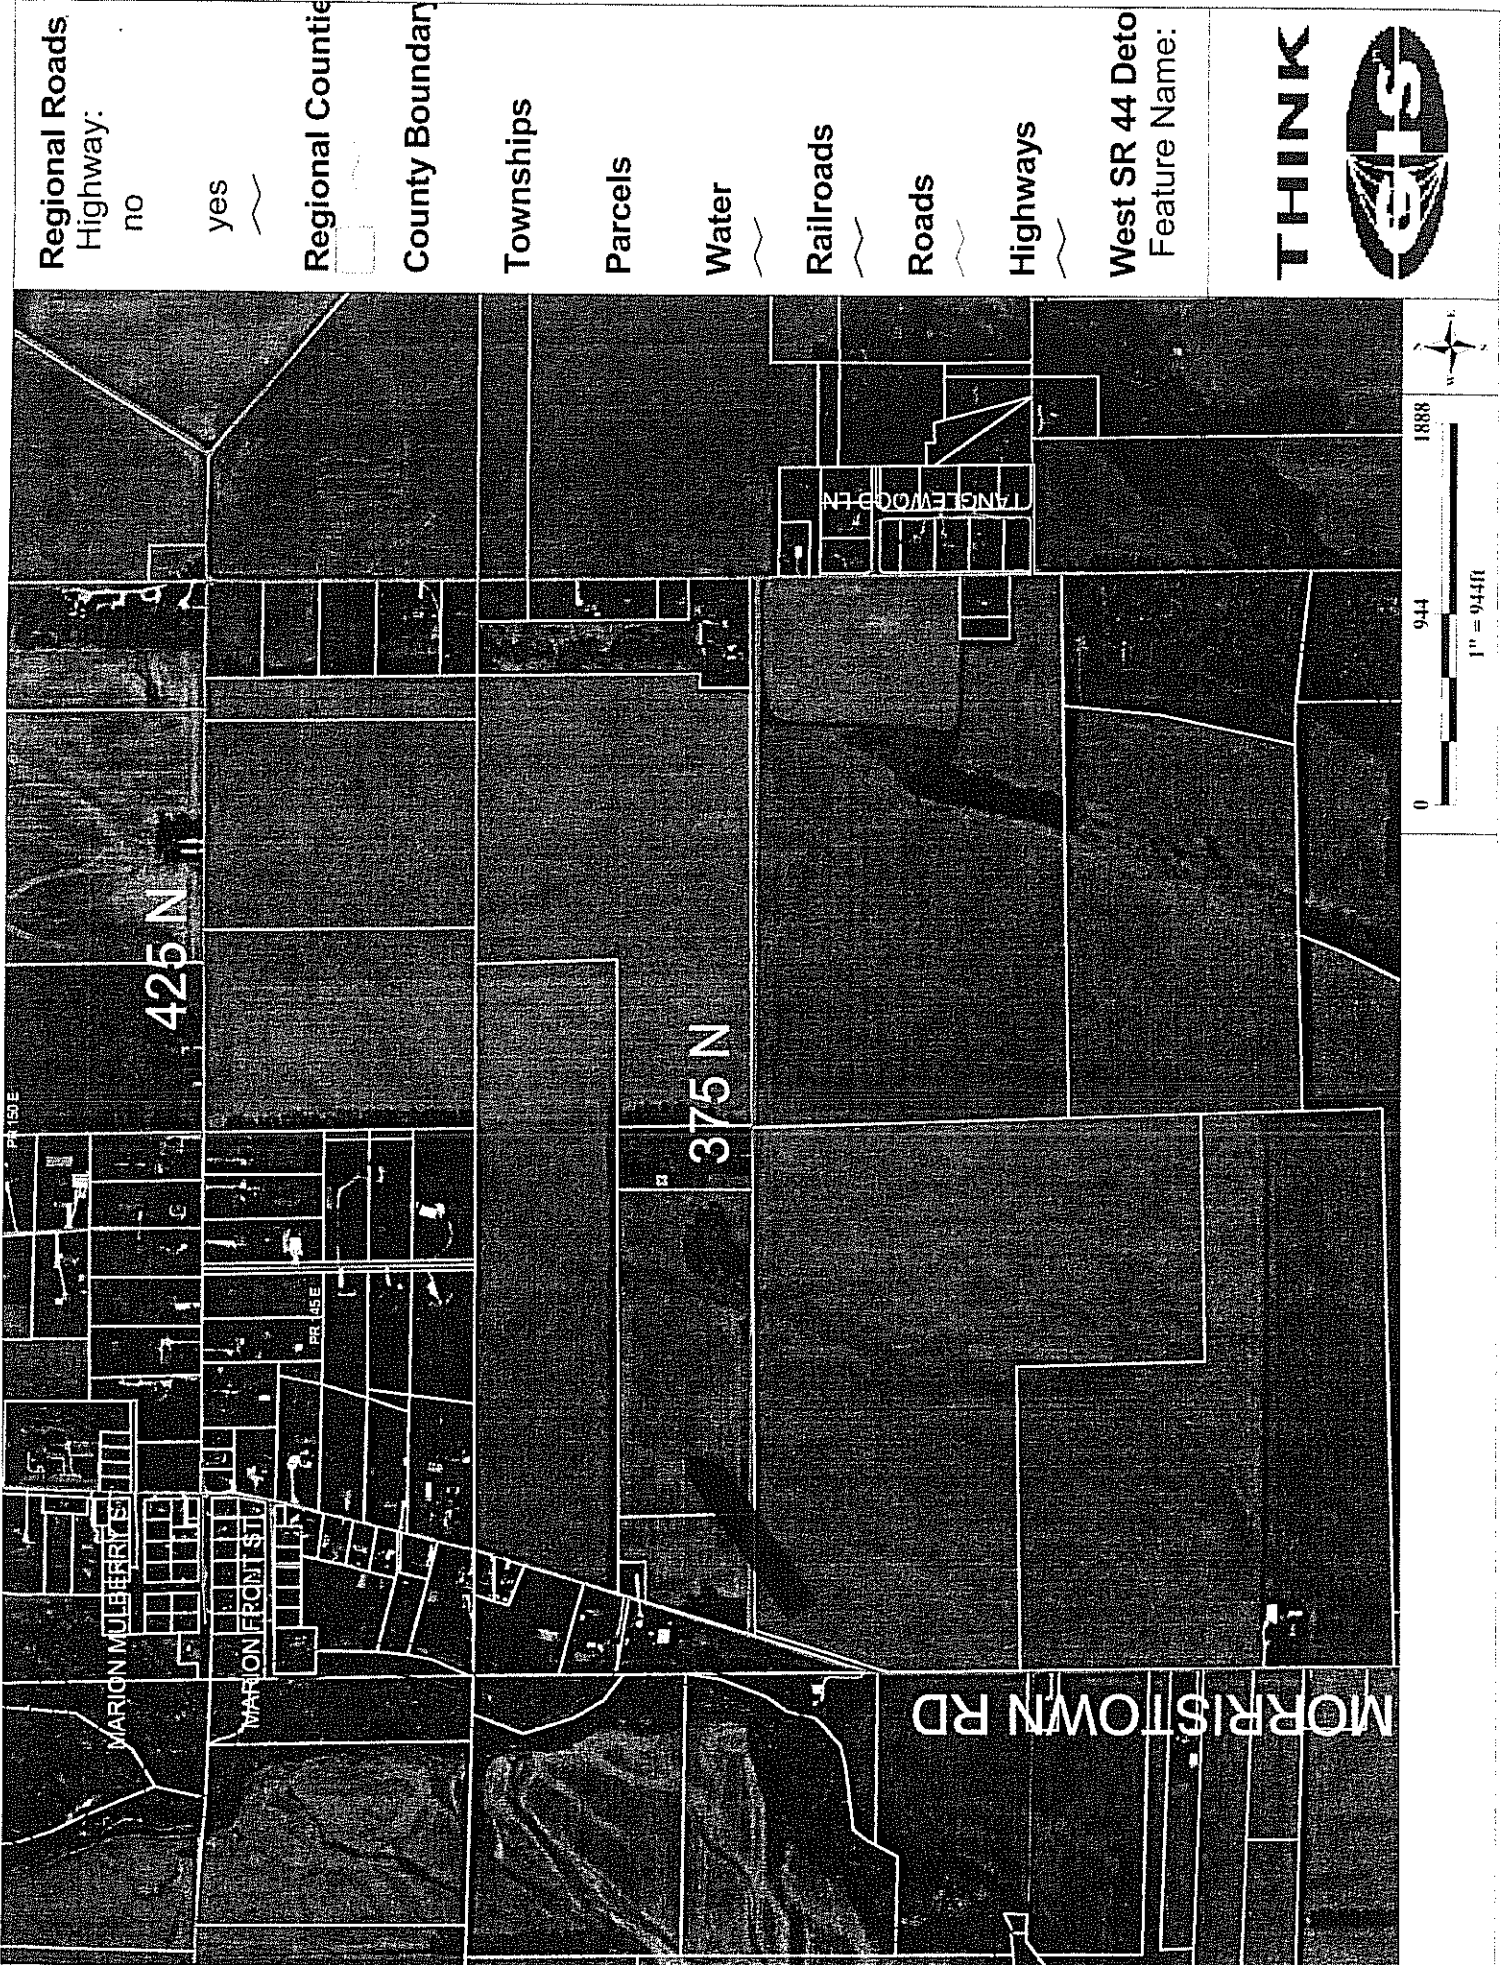 Regional Roads
Highway:
no
yes
Regional Countie
County Boundary
Townships
Parcels
Water
Railroads
Roads
Highways
West SR 44 Deto
Feature Name:
THINK
GIS
PR 150 E
425 N
MARION MULBERRY ST
MARION FRONT ST
PR 145 E
375 N
TANGLEWOOD LN
MORRISTOWN RD
N
W
E
S
0
944
1888
1" = 944ft